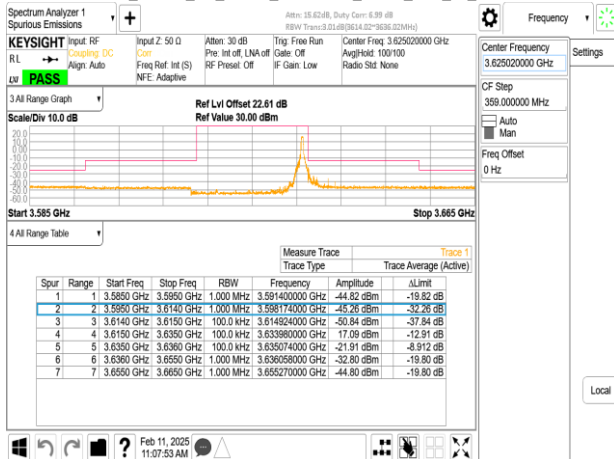 Spectrum Analyzer 1
Spurious Emissions
Attn: 15.62dB, Duty Corr: 6.99 dB
RBW Trans:3.01dB(3614.02~3636.02MHz)
Frequency
KEYSIGHT
RL
LXI
PASS
Input: RF
Coupling: DC
Align: Auto
Input Z: 50 Ω
Corr
Freq Ref: Int (S)
NFE: Adaptive
Atten: 30 dB
Pre: Int off, LNA off
RF Presel: Off
Trig: Free Run
Gate: Off
IF Gain: Low
Center Freq: 3.625020000 GHz
Avg|Hold: 100/100
Radio Std: None
Center Frequency
3.625020000 GHz
Settings
CF Step
359.000000 MHz
Auto
Man
Freq Offset
0 Hz
3 All Range Graph
Scale/Div 10.0 dB
Ref Lvl Offset 22.61 dB
Ref Value 30.00 dBm
20.0
10.0
0.00
-10.0
-20.0
-30.0
-40.0
-50.0
-60.0
Start 3.585 GHz
Stop 3.665 GHz
4 All Range Table
Measure Trace Trace 1
Trace Type Trace Average (Active)
Spur Range Start Freq Stop Freq RBW Frequency Amplitude ΔLimit
1 1 3.5850 GHz 3.5950 GHz 1.000 MHz 3.591400000 GHz -44.82 dBm -19.82 dB
2 2 3.5950 GHz 3.6140 GHz 1.000 MHz 3.598174000 GHz -45.26 dBm -32.26 dB
3 3 3.6140 GHz 3.6150 GHz 100.0 kHz 3.614924000 GHz -50.84 dBm -37.84 dB
4 4 3.6150 GHz 3.6350 GHz 100.0 kHz 3.633980000 GHz 17.09 dBm -12.91 dB
5 5 3.6350 GHz 3.6360 GHz 100.0 kHz 3.635074000 GHz -21.91 dBm -8.912 dB
6 6 3.6360 GHz 3.6550 GHz 1.000 MHz 3.636058000 GHz -32.80 dBm -19.80 dB
7 7 3.6550 GHz 3.6650 GHz 1.000 MHz 3.655270000 GHz -44.80 dBm -19.80 dB
Local
Feb 11, 2025
11:07:53 AM